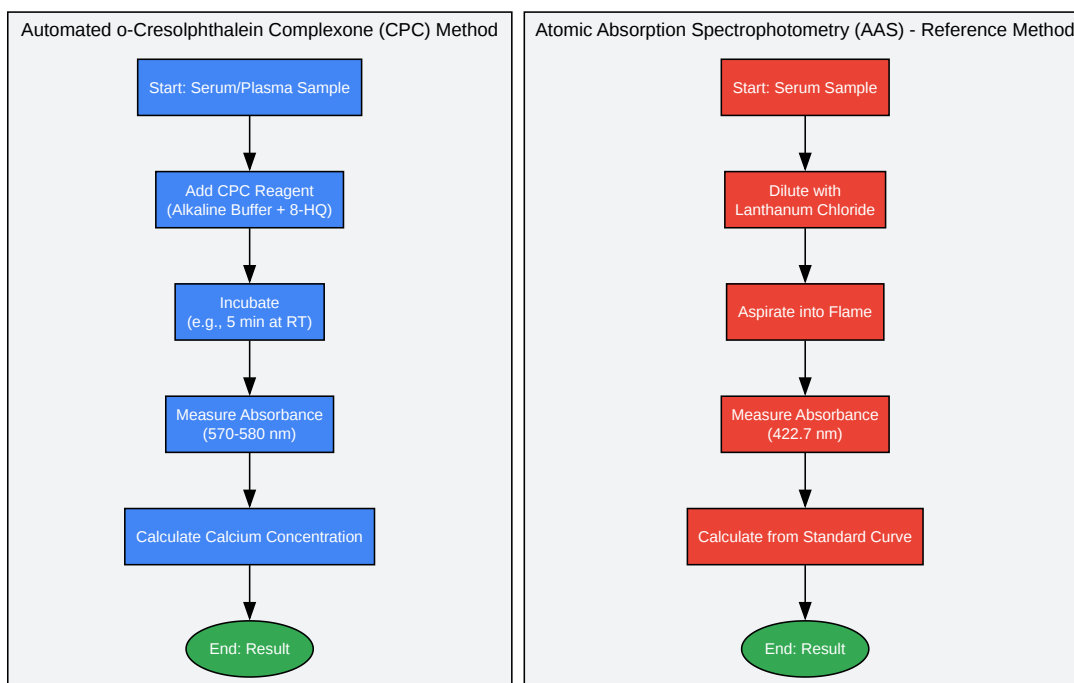 Automated o-Cresolphthalein Complexone (CPC) Method
Start: Serum/Plasma Sample
Add CPC Reagent
(Alkaline Buffer + 8-HQ)
Incubate
(e.g., 5 min at RT)
Measure Absorbance
(570-580 nm)
Calculate Calcium Concentration
End: Result
Atomic Absorption Spectrophotometry (AAS) - Reference Method
Start: Serum Sample
Dilute with
Lanthanum Chloride
Aspirate into Flame
Measure Absorbance
(422.7 nm)
Calculate from Standard Curve
End: Result